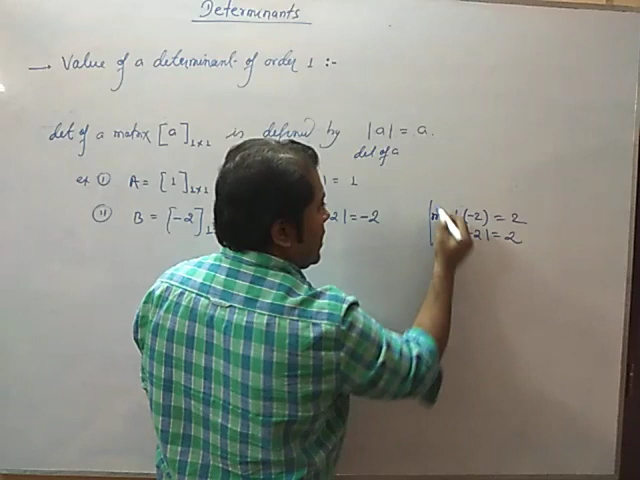 Determinants
→ Value of a determinant of order 1 :-
det of a matrix [a]1×1 is defined by |a| = a.
det of a
ex (i) A = [1]1×1 | = 1
(ii) B = [-2]1 2| = -2
(-2) = 2
-2| = 2